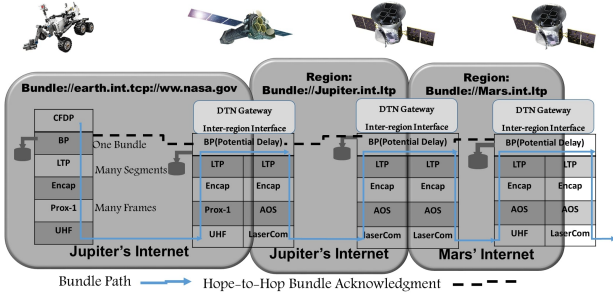 Bundle://earth.int.tcp://ww.nasa.gov
Region:
Bundle://Jupiter.int.ltp
Region:
Bundle://Mars.int.ltp
CFDP
BP
LTP
Encap
Prox-1
UHF
One Bundle
Many Segments
Many Frames
DTN Gateway
Inter-region Interface
BP(Potential Delay)
LTP LTP
Encap Encap
Prox-1 AOS
UHF LaserCom
DTN Gateway
Inter-region Interface
BP(Potential Delay)
LTP LTP
Encap Encap
AOS AOS
laserCom LaserCom
DTN Gateway
Inter-region Interface
BP(Potential Delay)
LTP LTP
Encap Encap
AOS AOS
UHF LaserCom
Jupiter's Internet
Jupiter's Internet
Mars' Internet
Bundle Path
Hope-to-Hop Bundle Acknowledgment